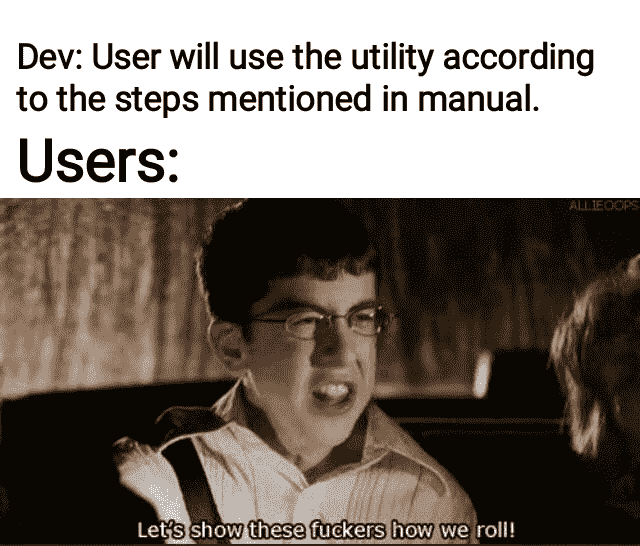 Dev: User will use the utility according
to the steps mentioned in manual.
Users:
ALLIEOOPS
Let's show these fuckers how we roll!